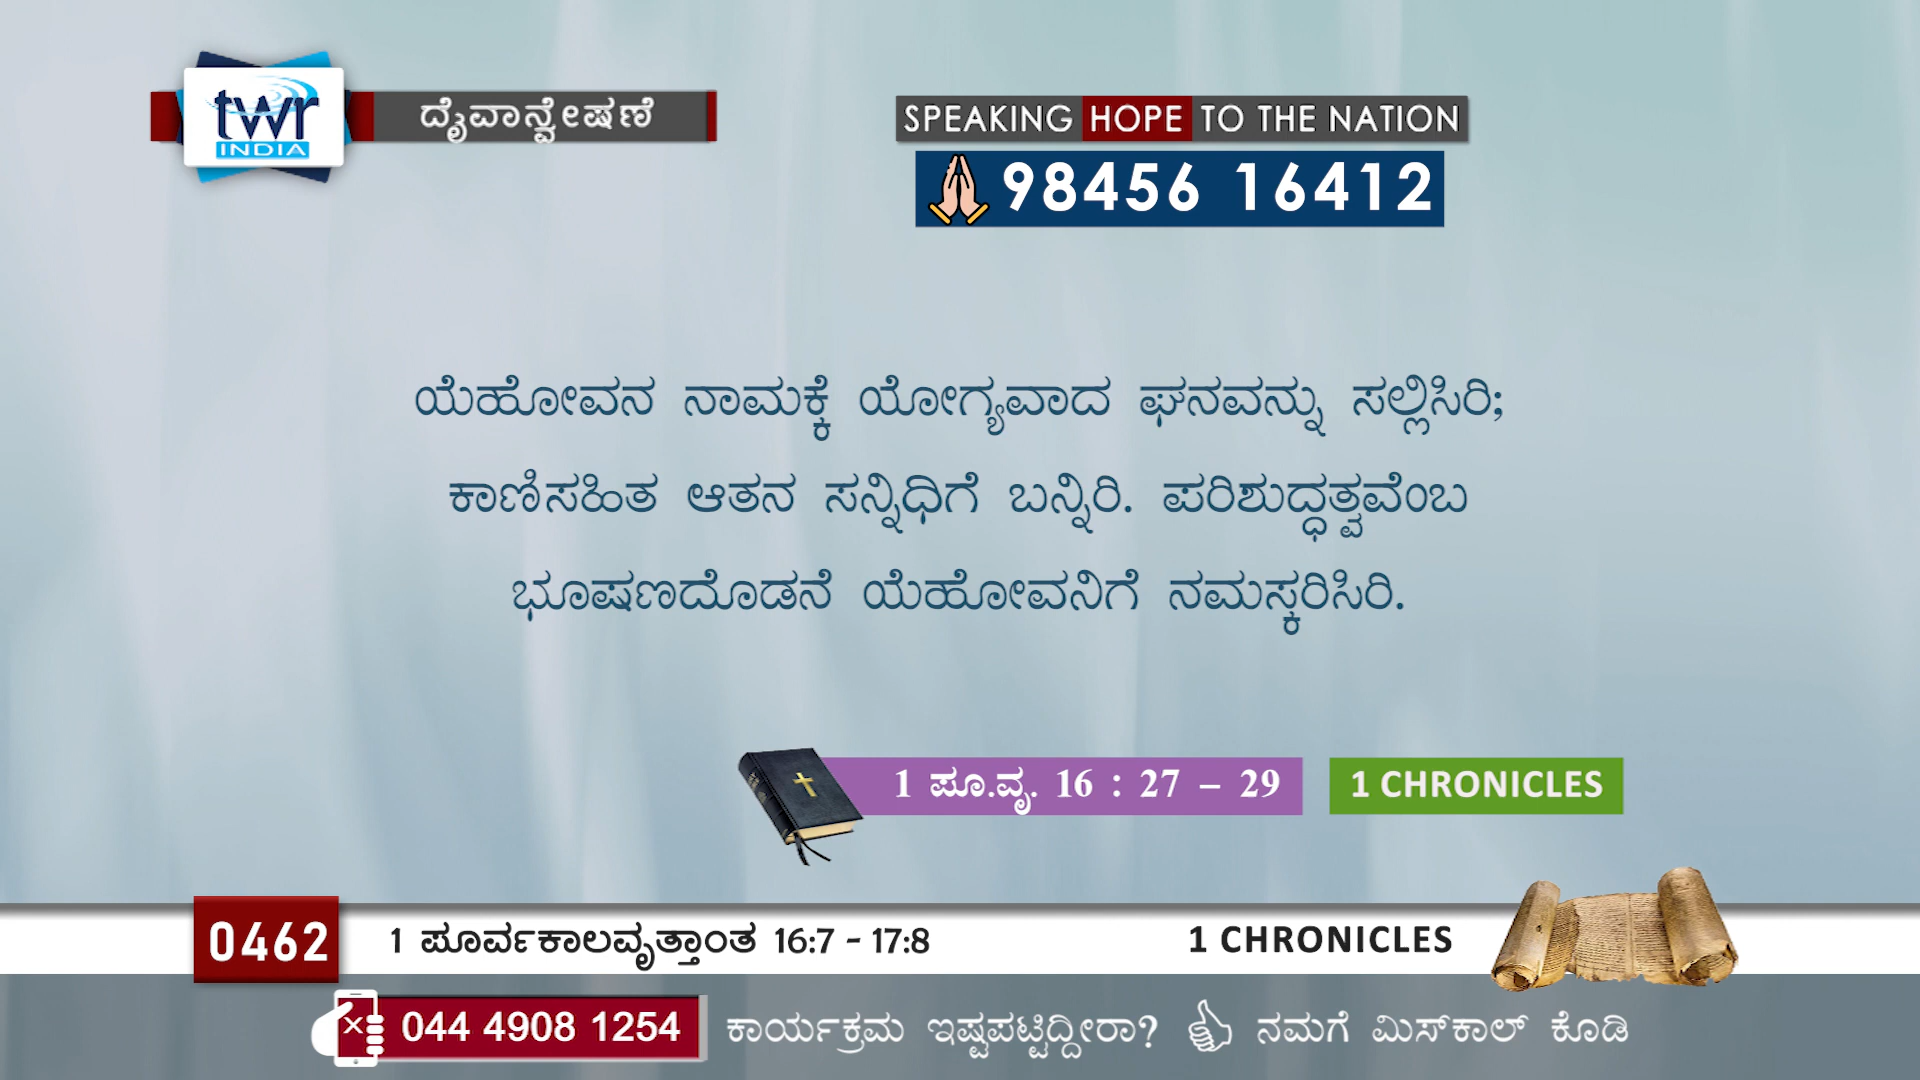 twr
INDIA
ದೈವಾನ್ವೇಷಣೆ
SPEAKING HOPE TO THE NATION
98456 16412
ಯೆಹೋವನ ನಾಮಕ್ಕೆ ಯೋಗ್ಯವಾದ ಘನವನ್ನು ಸಲ್ಲಿಸಿರಿ;
ಕಾಣಿಸಹಿತ ಆತನ ಸನ್ನಿಧಿಗೆ ಬನ್ನಿರಿ. ಪರಿಶುದ್ಧತ್ವವೆಂಬ
ಭೂಷಣದೊಡನೆ ಯೆಹೋವನಿಗೆ ನಮಸ್ಕರಿಸಿರಿ.
1 ಪೂ.ವೃ. 16 : 27 – 29
1 CHRONICLES
0462
1 ಪೂರ್ವಕಾಲವೃತ್ತಾಂತ 16:7 - 17:8
1 CHRONICLES
044 4908 1254
ಕಾರ್ಯಕ್ರಮ ಇಷ್ಟಪಟ್ಟಿದ್ದೀರಾ? ನಮಗೆ ಮಿಸ್‌ಕಾಲ್ ಕೊಡಿ